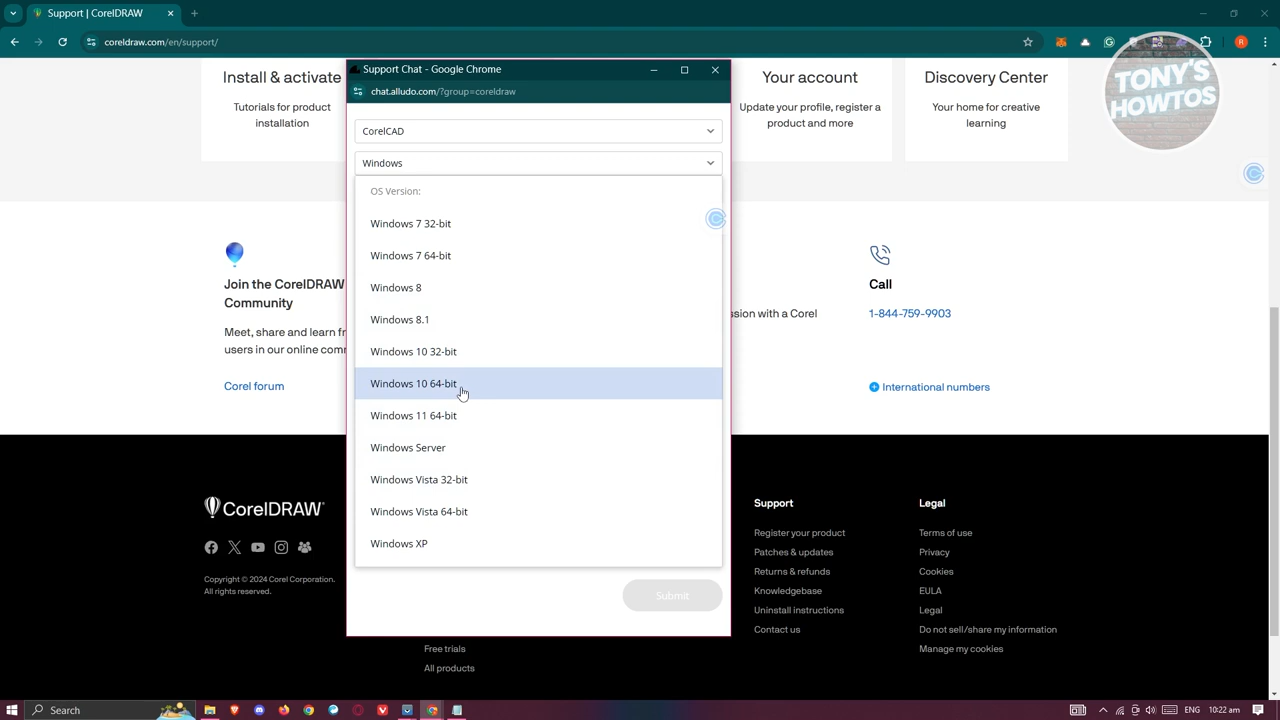 Support | CorelDRAW
coreldraw.com/en/support/
Support Chat - Google Chrome
chat.alludo.com/?group=coreldraw
TONY'S
HOWTOS
Install & activate
Tutorials for product
installation
Your account
Update your profile, register a
product and more
Discovery Center
Your home for creative
learning
CorelCAD
Windows
OS Version:
Windows 7 32-bit
Windows 7 64-bit
Windows 8
Windows 8.1
Windows 10 32-bit
Windows 10 64-bit
Windows 11 64-bit
Windows Server
Windows Vista 32-bit
Windows Vista 64-bit
Windows XP
Submit
Join the CorelDRAW
Community
Meet, share and learn fr
users in our online comm
Corel forum
ssion with a Corel
Call
1-844-759-9903
International numbers
CorelDRAW
Copyright © 2024 Corel Corporation.
All rights reserved.
Free trials
All products
Support
Register your product
Patches & updates
Returns & refunds
Knowledgebase
Uninstall instructions
Contact us
Legal
Terms of use
Privacy
Cookies
EULA
Legal
Do not sell/share my information
Manage my cookies
Search
10:22 am